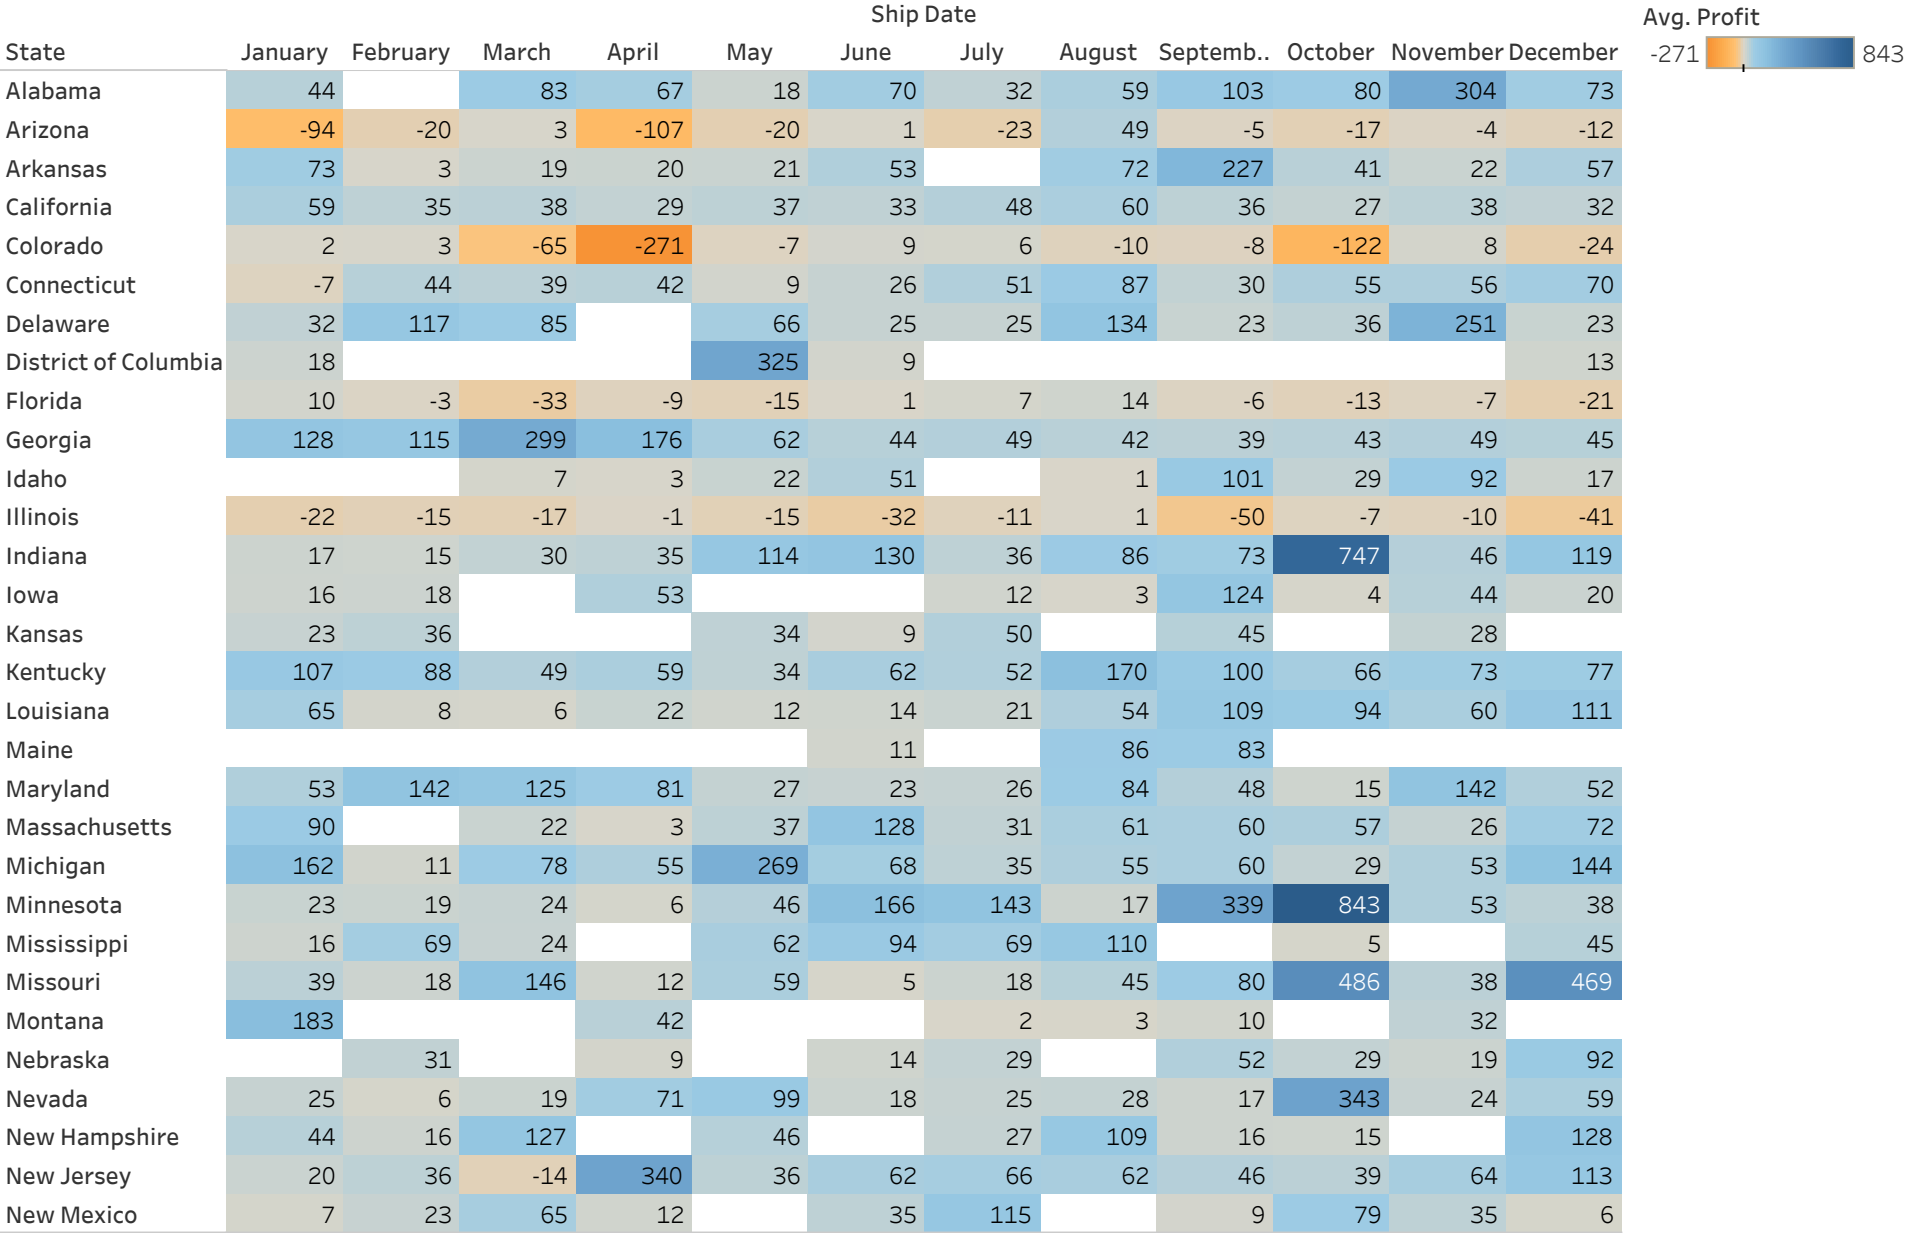 Ship Date
Avg. Profit
-271 843
State January February March April May June July August Septemb.. October November December
Alabama 44 83 67 18 70 32 59 103 80 304 73
Arizona -94 -20 3 -107 -20 1 -23 49 -5 -17 -4 -12
Arkansas 73 3 19 20 21 53 72 227 41 22 57
California 59 35 38 29 37 33 48 60 36 27 38 32
Colorado 2 3 -65 -271 -7 9 6 -10 -8 -122 8 -24
Connecticut -7 44 39 42 9 26 51 87 30 55 56 70
Delaware 32 117 85 66 25 25 134 23 36 251 23
District of Columbia 18 325 9 13
Florida 10 -3 -33 -9 -15 1 7 14 -6 -13 -7 -21
Georgia 128 115 299 176 62 44 49 42 39 43 49 45
Idaho 7 3 22 51 1 101 29 92 17
Illinois -22 -15 -17 -1 -15 -32 -11 1 -50 -7 -10 -41
Indiana 17 15 30 35 114 130 36 86 73 747 46 119
Iowa 16 18 53 12 3 124 4 44 20
Kansas 23 36 34 9 50 45 28
Kentucky 107 88 49 59 34 62 52 170 100 66 73 77
Louisiana 65 8 6 22 12 14 21 54 109 94 60 111
Maine 11 86 83
Maryland 53 142 125 81 27 23 26 84 48 15 142 52
Massachusetts 90 22 3 37 128 31 61 60 57 26 72
Michigan 162 11 78 55 269 68 35 55 60 29 53 144
Minnesota 23 19 24 6 46 166 143 17 339 843 53 38
Mississippi 16 69 24 62 94 69 110 5 45
Missouri 39 18 146 12 59 5 18 45 80 486 38 469
Montana 183 42 2 3 10 32
Nebraska 31 9 14 29 52 29 19 92
Nevada 25 6 19 71 99 18 25 28 17 343 24 59
New Hampshire 44 16 127 46 27 109 16 15 128
New Jersey 20 36 -14 340 36 62 66 62 46 39 64 113
New Mexico 7 23 65 12 35 115 9 79 35 6